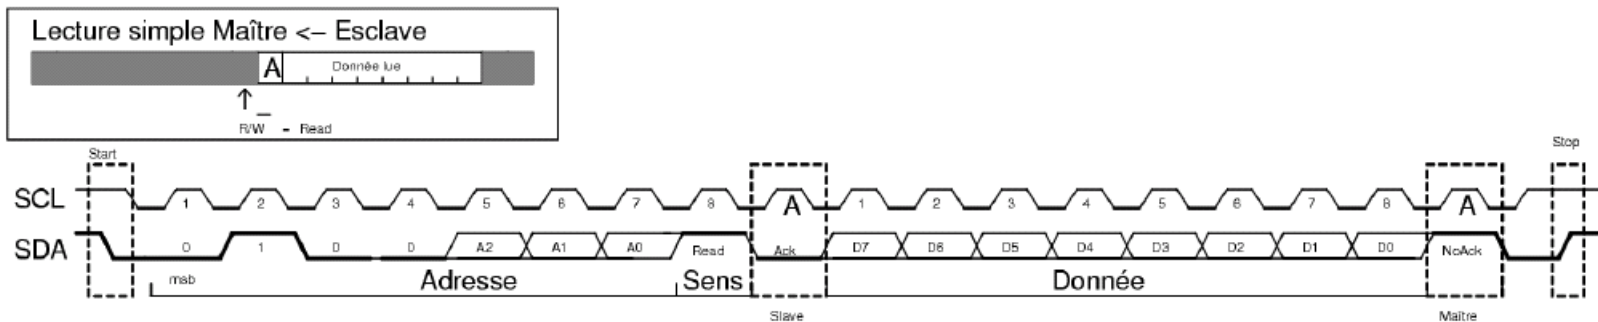 Lecture simple Maître <– Esclave
A Donnée lue
R/W - Read
Start Stop
SCL 1 2 3 4 5 6 7 8 A 1 2 3 4 5 6 7 8 A
SDA 0 1 0 0 A2 A1 A0 Read Ack D7 D6 D5 D4 D3 D2 D1 D0 NoAck
msb Adresse Sens Donnée
Slave Maître